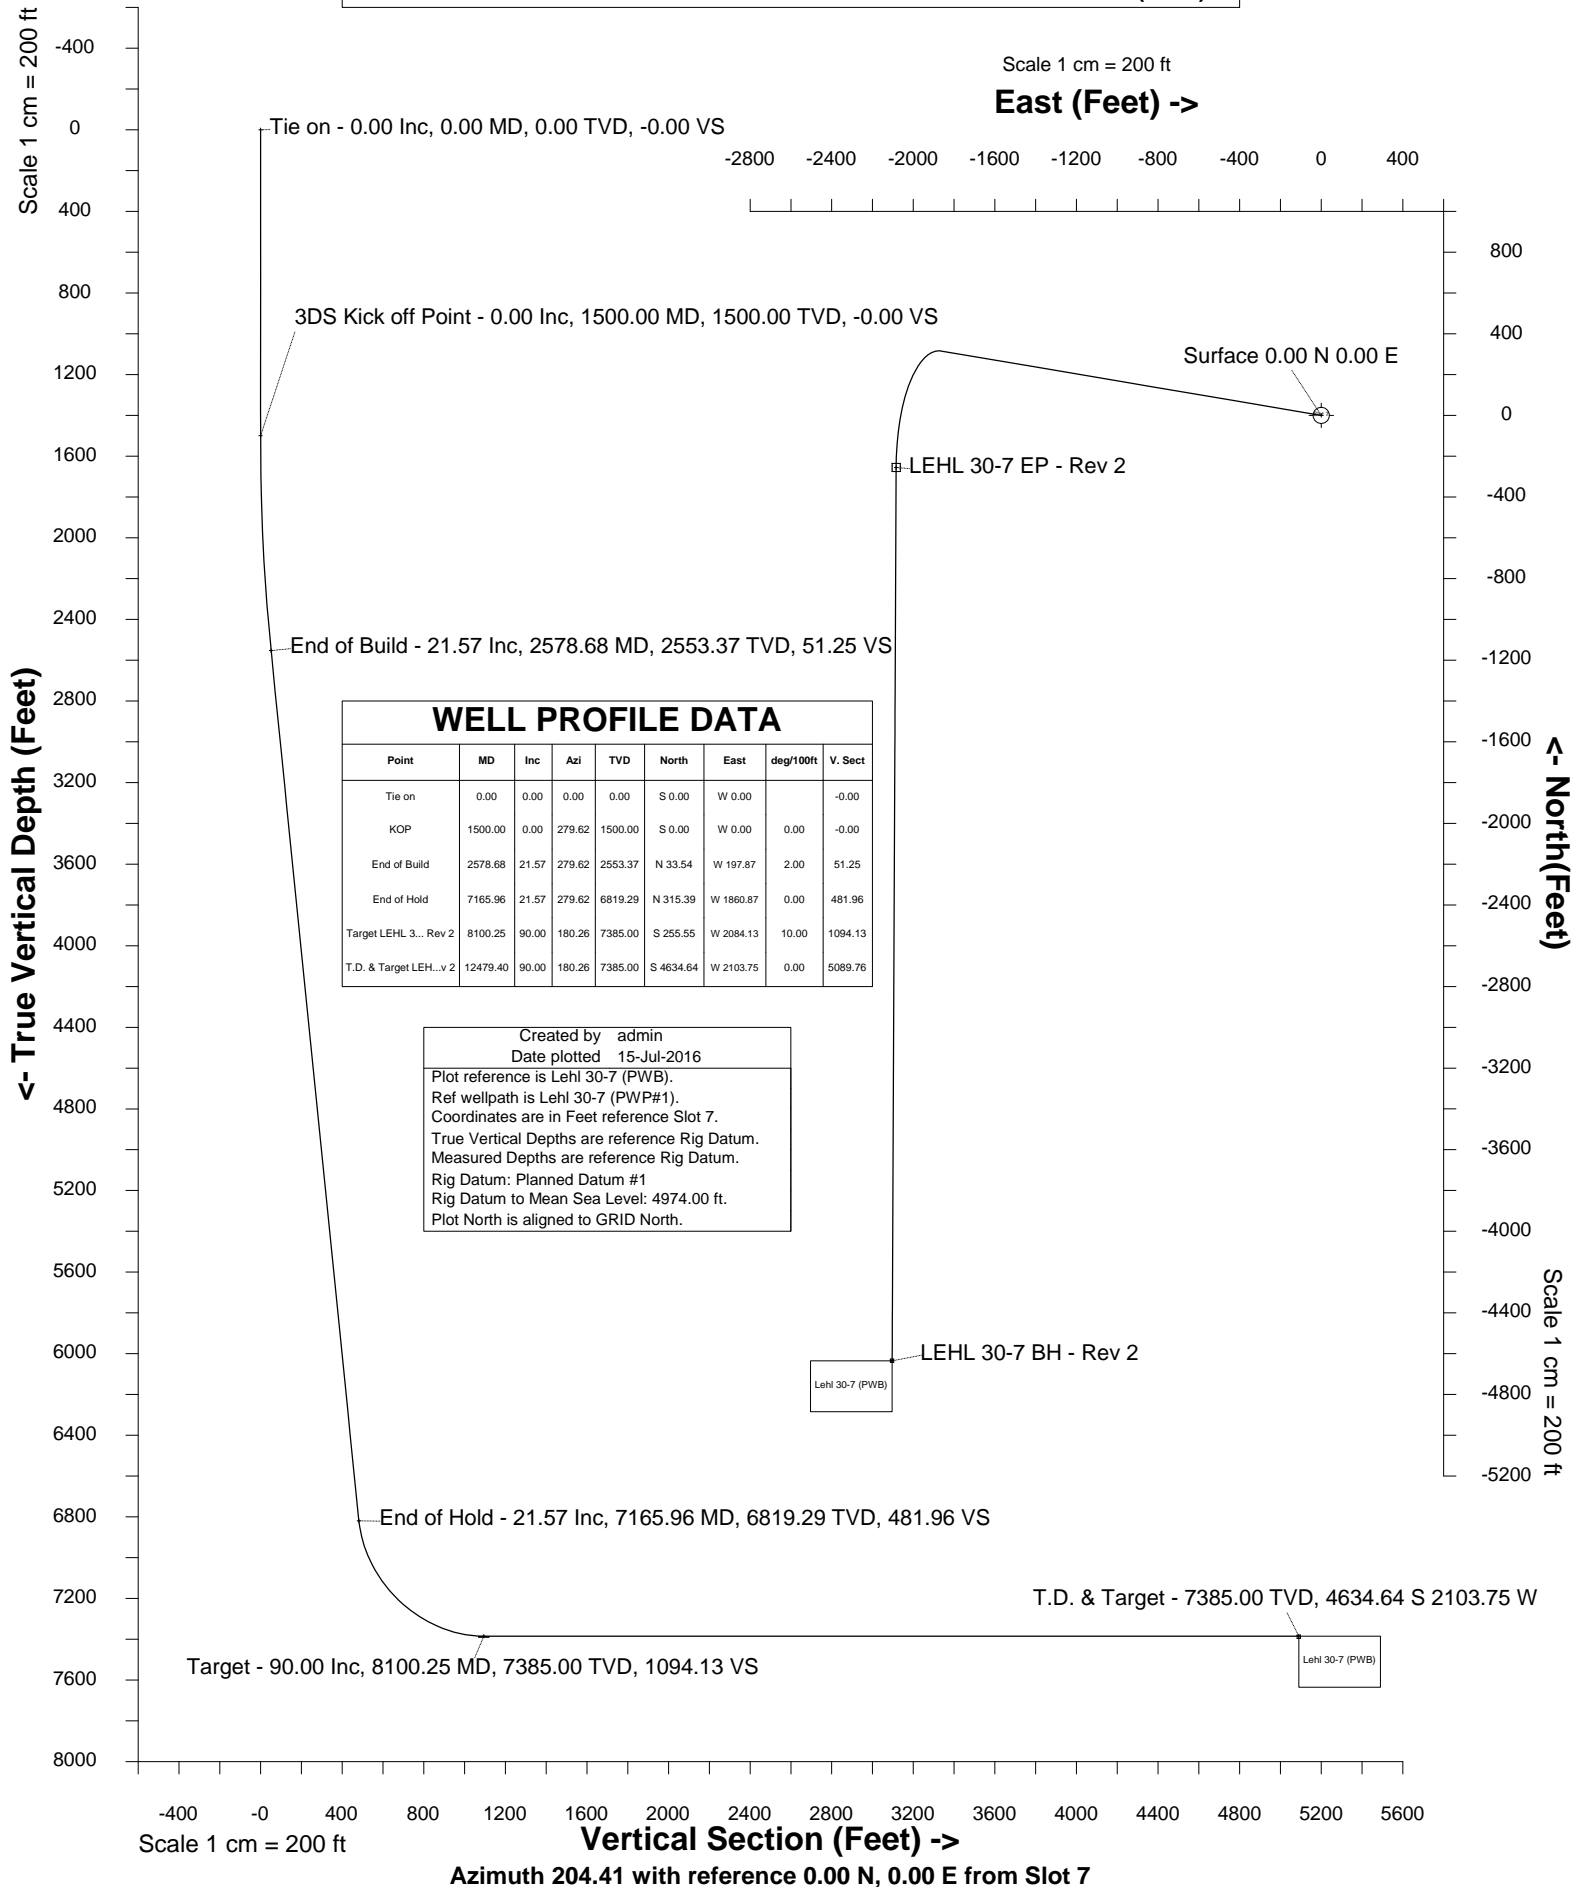 Scale 1 cm = 200 ft
East (Feet) ->
-2800 -2400 -2000 -1600 -1200 -800 -400 0 400
Scale 1 cm = 200 ft
<- True Vertical Depth (Feet)
-400
0
400
800
1200
1600
2000
2400
2800
3200
3600
4000
4400
4800
5200
5600
6000
6400
6800
7200
7600
8000
Tie on - 0.00 Inc, 0.00 MD, 0.00 TVD, -0.00 VS
3DS Kick off Point - 0.00 Inc, 1500.00 MD, 1500.00 TVD, -0.00 VS
End of Build - 21.57 Inc, 2578.68 MD, 2553.37 TVD, 51.25 VS
Surface 0.00 N 0.00 E
LEHL 30-7 EP - Rev 2
WELL PROFILE DATA
Point MD Inc Azi TVD North East deg/100ft V. Sect
Tie on 0.00 0.00 0.00 0.00 S 0.00 W 0.00 -0.00
KOP 1500.00 0.00 279.62 1500.00 S 0.00 W 0.00 0.00 -0.00
End of Build 2578.68 21.57 279.62 2553.37 N 33.54 W 197.87 2.00 51.25
End of Hold 7165.96 21.57 279.62 6819.29 N 315.39 W 1860.87 0.00 481.96
Target LEHL 3... Rev 2 8100.25 90.00 180.26 7385.00 S 255.55 W 2084.13 10.00 1094.13
T.D. & Target LEH...v 2 12479.40 90.00 180.26 7385.00 S 4634.64 W 2103.75 0.00 5089.76
Created by admin
Date plotted 15-Jul-2016
Plot reference is Lehl 30-7 (PWB).
Ref wellpath is Lehl 30-7 (PWP#1).
Coordinates are in Feet reference Slot 7.
True Vertical Depths are reference Rig Datum.
Measured Depths are reference Rig Datum.
Rig Datum: Planned Datum #1
Rig Datum to Mean Sea Level: 4974.00 ft.
Plot North is aligned to GRID North.
LEHL 30-7 BH - Rev 2
Lehl 30-7 (PWB)
End of Hold - 21.57 Inc, 7165.96 MD, 6819.29 TVD, 481.96 VS
T.D. & Target - 7385.00 TVD, 4634.64 S 2103.75 W
Target - 90.00 Inc, 8100.25 MD, 7385.00 TVD, 1094.13 VS
Lehl 30-7 (PWB)
800
400
0
-400
-800
-1200
-1600
-2000
-2400
-2800
-3200
-3600
-4000
-4400
-4800
-5200
<- North(Feet)
Scale 1 cm = 200 ft
-400 -0 400 800 1200 1600 2000 2400 2800 3200 3600 4000 4400 4800 5200 5600
Scale 1 cm = 200 ft
Vertical Section (Feet) ->
Azimuth 204.41 with reference 0.00 N, 0.00 E from Slot 7